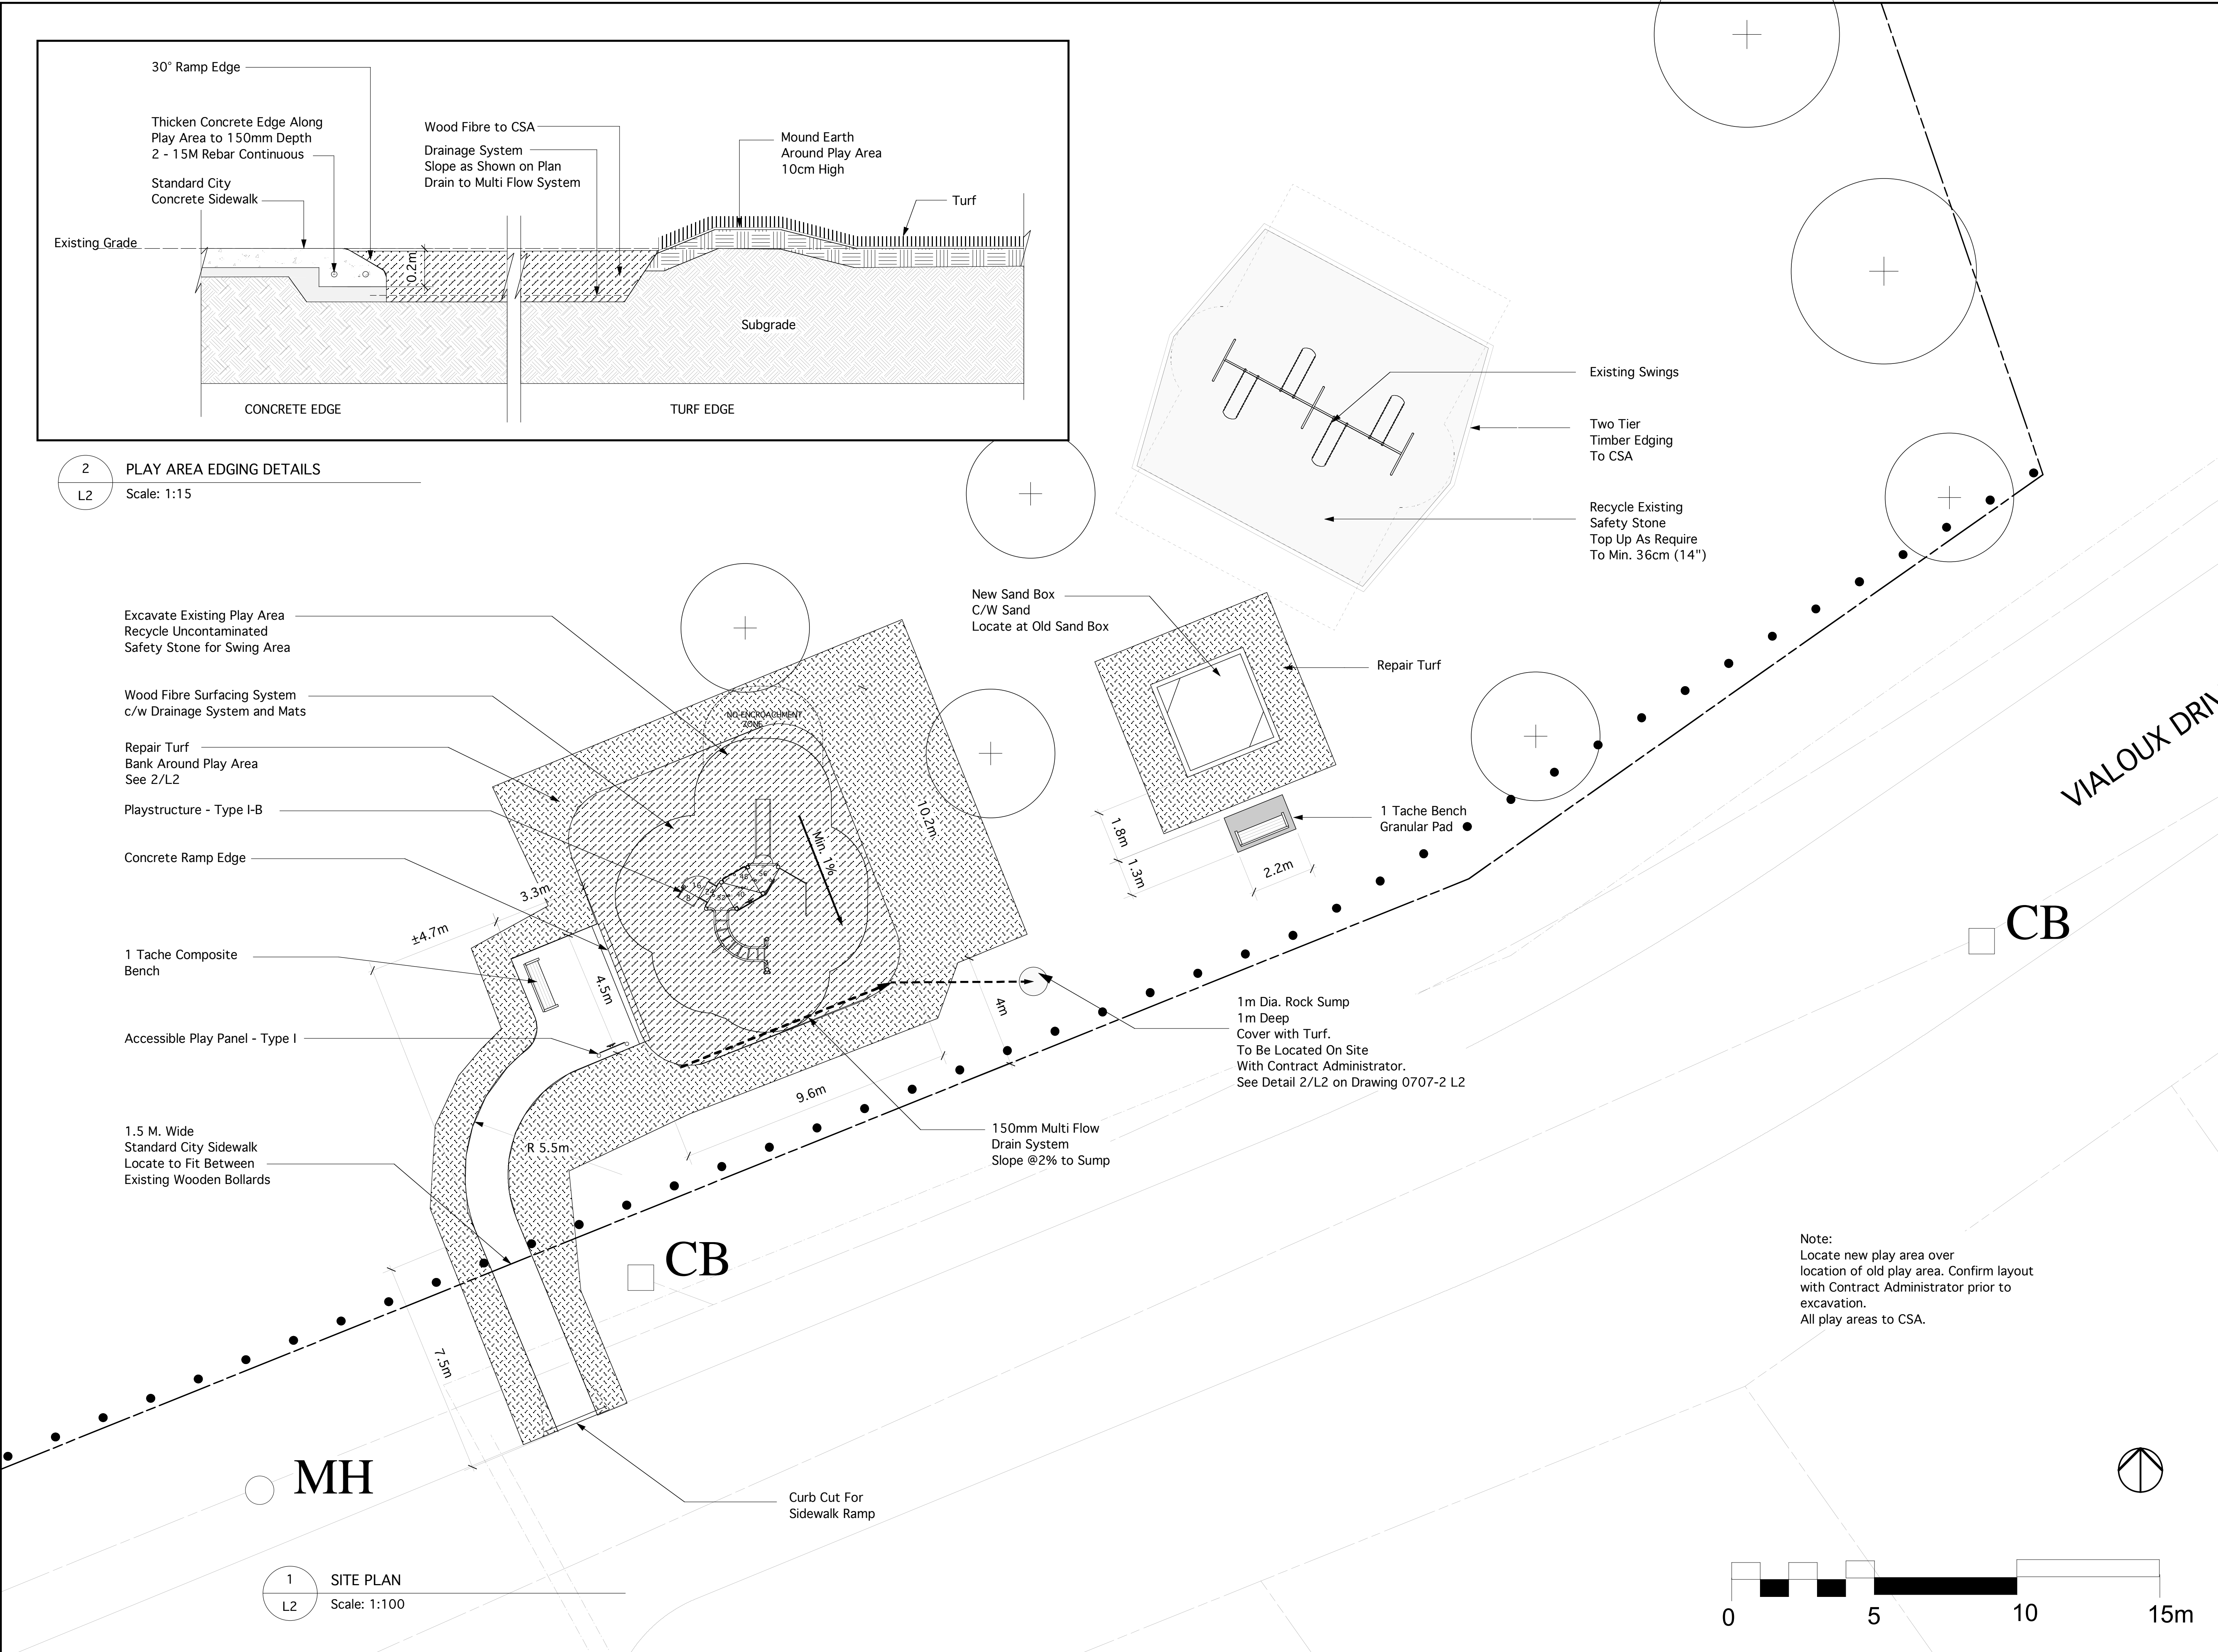 30° Ramp Edge
Thicken Concrete Edge Along
Play Area to 150mm Depth
2 - 15M Rebar Continuous
Standard City
Concrete Sidewalk
Existing Grade
Wood Fibre to CSA
Drainage System
Slope as Shown on Plan
Drain to Multi Flow System
Mound Earth
Around Play Area
10cm High
Turf
0.2m
Subgrade
CONCRETE EDGE
TURF EDGE
2
L2
PLAY AREA EDGING DETAILS
Scale: 1:15
Existing Swings
Two Tier
Timber Edging
To CSA
Recycle Existing
Safety Stone
Top Up As Require
To Min. 36cm (14")
New Sand Box
C/W Sand
Locate at Old Sand Box
Repair Turf
Excavate Existing Play Area
Recycle Uncontaminated
Safety Stone for Swing Area
Wood Fibre Surfacing System
c/w Drainage System and Mats
Repair Turf
Bank Around Play Area
See 2/L2
Playstructure - Type I-B
Concrete Ramp Edge
1 Tache Composite
Bench
Accessible Play Panel - Type I
1.5 M. Wide
Standard City Sidewalk
Locate to Fit Between
Existing Wooden Bollards
NO-ENCROACHMENT
ZONE
Min. 1%
10.2m
3.3m
±4.7m
4.5m
4m
9.6m
R 5.5m
7.5m
1.8m
1.3m
2.2m
1 Tache Bench
Granular Pad
1m Dia. Rock Sump
1m Deep
Cover with Turf.
To Be Located On Site
With Contract Administrator.
See Detail 2/L2 on Drawing 0707-2 L2
150mm Multi Flow
Drain System
Slope @2% to Sump
VIALOUX DRIV
CB
CB
MH
Curb Cut For
Sidewalk Ramp
Note:
Locate new play area over
location of old play area. Confirm layout
with Contract Administrator prior to
excavation.
All play areas to CSA.
1
L2
SITE PLAN
Scale: 1:100
0 5 10 15m